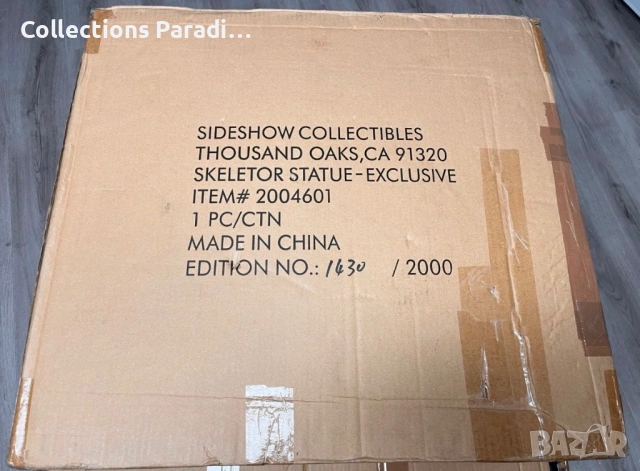 Collections Paradi...
SIDESHOW COLLECTIBLES
THOUSAND OAKS,CA 91320
SKELETOR STATUE-EXCLUSIVE
ITEM# 2004601
1 PC/CTN
MADE IN CHINA
EDITION NO.: 1630 / 2000
BAZAR